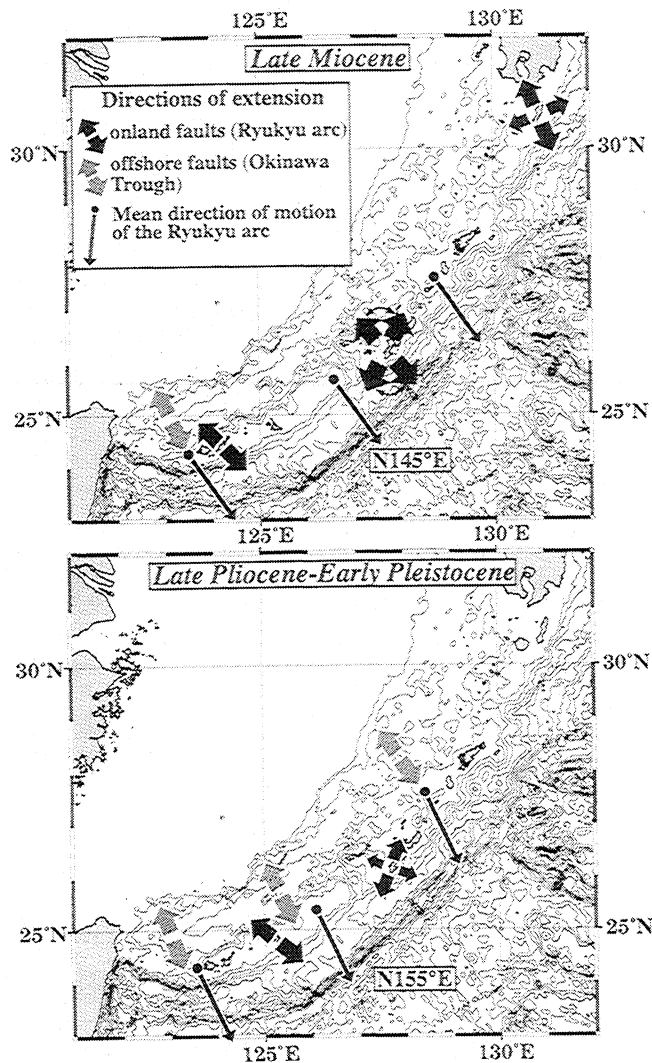 125°E
130°E
Late Miocene
Directions of extension
onland faults (Ryukyu arc)
offshore faults (Okinawa
Trough)
Mean direction of motion
of the Ryukyu arc
30°N
30°N
25°N
25°N
N145°E
125°E
130°E
Late Pliocene-Early Pleistocene
30°N
30°N
25°N
25°N
N155°E
125°E
130°E